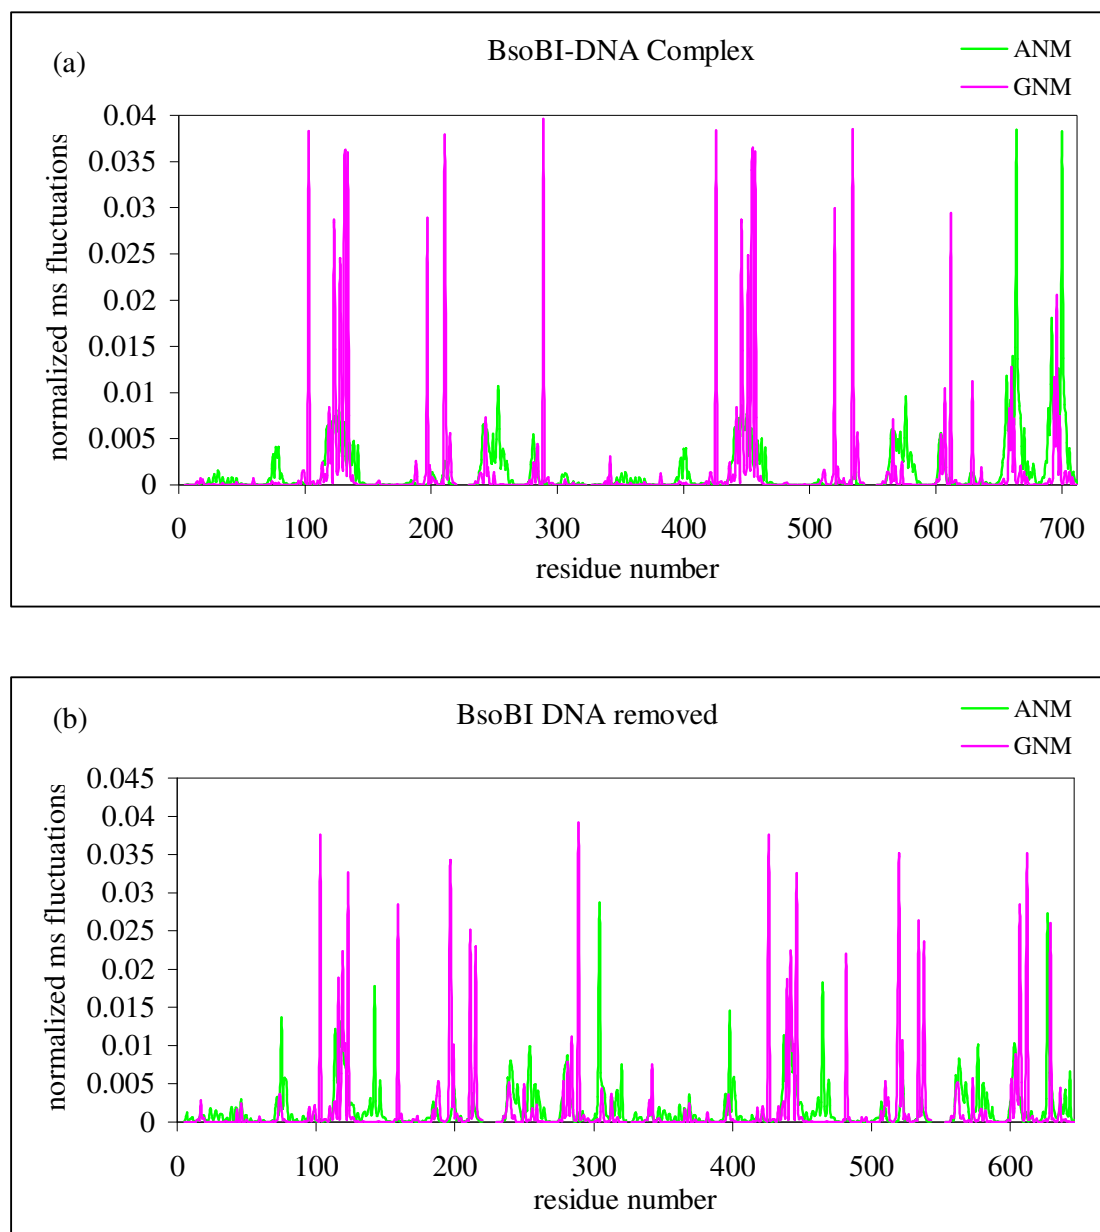 (a)
BsoBI-DNA Complex
ANM
GNM
normalized ms fluctuations
0.04
0.035
0.03
0.025
0.02
0.015
0.01
0.005
0
0 100 200 300 400 500 600 700
residue number
(b)
BsoBI DNA removed
ANM
GNM
normalized ms fluctuations
0.045
0.04
0.035
0.03
0.025
0.02
0.015
0.01
0.005
0
0 100 200 300 400 500 600
residue number